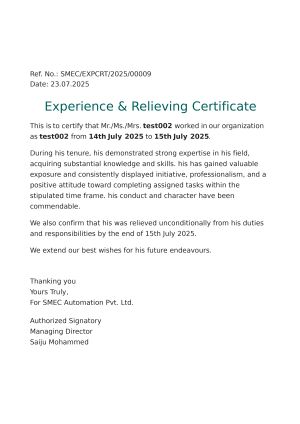 Ref. No.: SMEC/EXPCRT/2025/00009
Date: 23.07.2025
Experience & Relieving Certificate
This is to certify that Mr./Ms./Mrs. test002 worked in our organization
as test002 from 14th July 2025 to 15th July 2025.
During his tenure, his demonstrated strong expertise in his field,
acquiring substantial knowledge and skills. his has gained valuable
exposure and consistently displayed initiative, professionalism, and a
positive attitude toward completing assigned tasks within the
stipulated time frame. his conduct and character have been
commendable.
We also confirm that his was relieved unconditionally from his duties
and responsibilities by the end of 15th July 2025.
We extend our best wishes for his future endeavours.
Thanking you
Yours Truly,
For SMEC Automation Pvt. Ltd.
Authorized Signatory
Managing Director
Saiju Mohammed